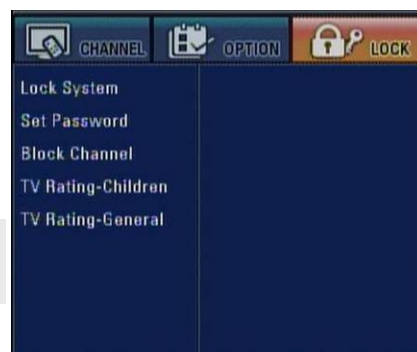 CHANNEL OPTION LOCK
Lock System
Set Password
Block Channel
TV Rating-Children
TV Rating-General